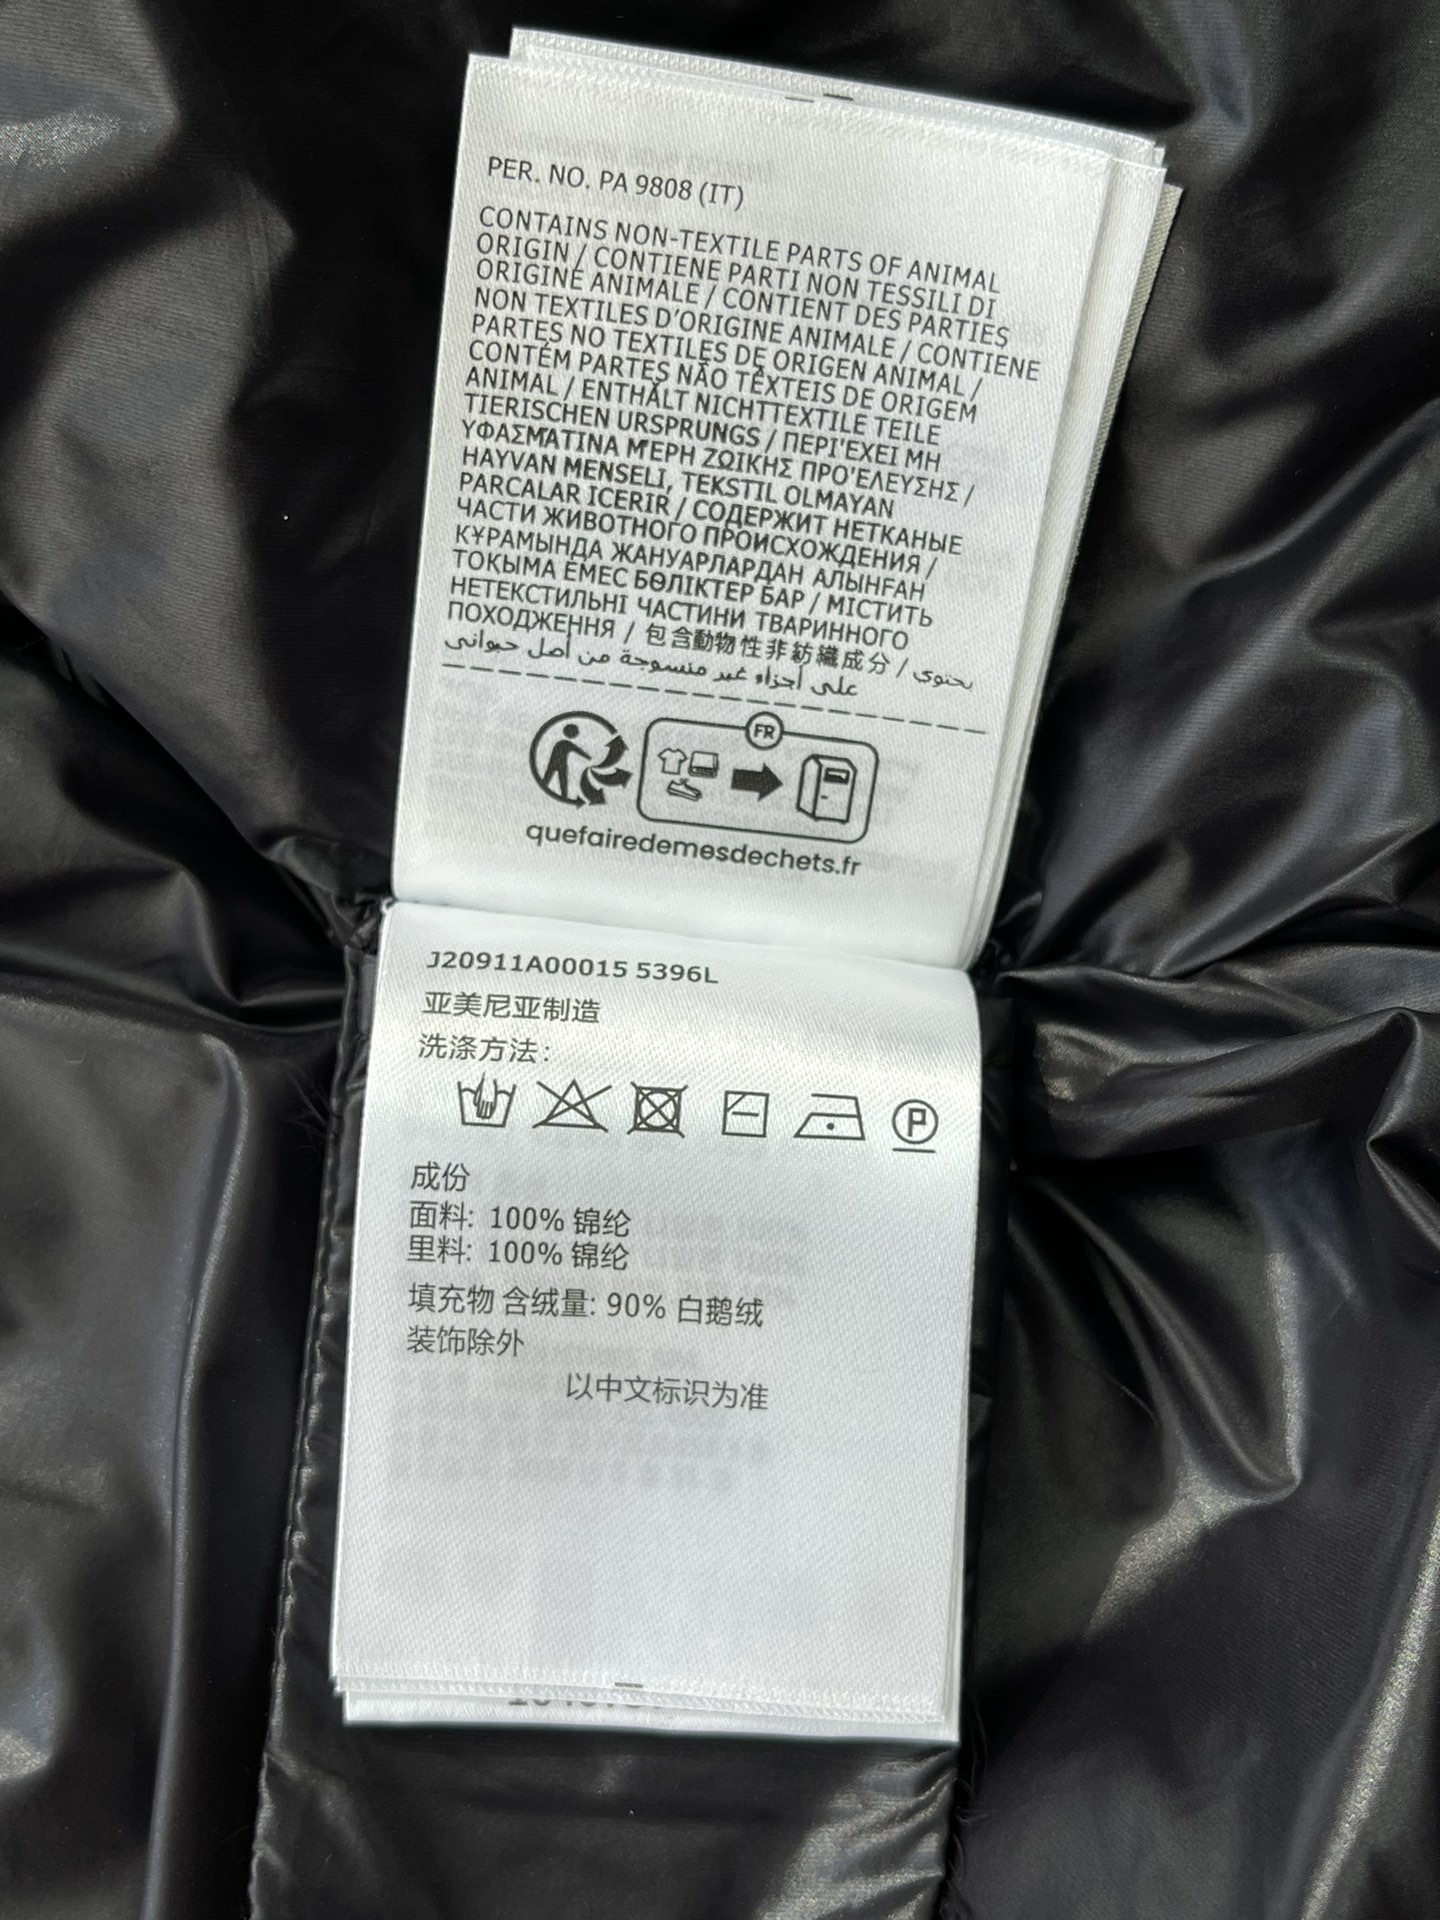 PER. NO. PA 9808 (IT)
CONTAINS NON-TEXTILE PARTS OF ANIMAL
ORIGIN / CONTIENE PARTI NON TESSILI DI
ORIGINE ANIMALE / CONTIENT DES PARTIES
NON TEXTILES D'ORIGINE ANIMALE / CONTIENE
PARTES NO TEXTILES DE ORIGEN ANIMAL /
CONTÉM PARTES NÃO TÊXTEIS DE ORIGEM
ANIMAL / ENTHÄLT NICHTTEXTILE TEILE
TIERISCHEN URSPRUNGS / ΠΕΡΙΈΧΕΙ ΜΗ
ΥΦΑΣΜΆΤΙΝΑ ΜΈΡΗ ΖΩΙΚΗΣ ΠΡΟΈΛΕΥΣΗΣ /
HAYVAN MENSELI, TEKSTIL OLMAYAN
PARCALAR ICERIR / СОДЕРЖИТ НЕТКАНЫЕ
ЧАСТИ ЖИВОТНОГО ПРОИСХОЖДЕНИЯ /
ҚҰРАМЫНДА ЖАНУАРЛАРДАН АЛЫНҒАН
ТОКЫМА ЕМЕС БӨЛІКТЕР БАР / МІСТИТЬ
НЕТЕКСТИЛЬНІ ЧАСТИНИ ТВАРИННОГО
ПОХОДЖЕННЯ / 包含動物性非紡織成分 / يحتوي
على أجزاء غير منسوجة من أصل حيواني
FR
quefairedemesdechets.fr
J20911A00015 5396L
亚美尼亚制造
洗涤方法：
P
成份
面料: 100% 锦纶
里料: 100% 锦纶
填充物 含绒量: 90% 白鹅绒
装饰除外
以中文标识为准